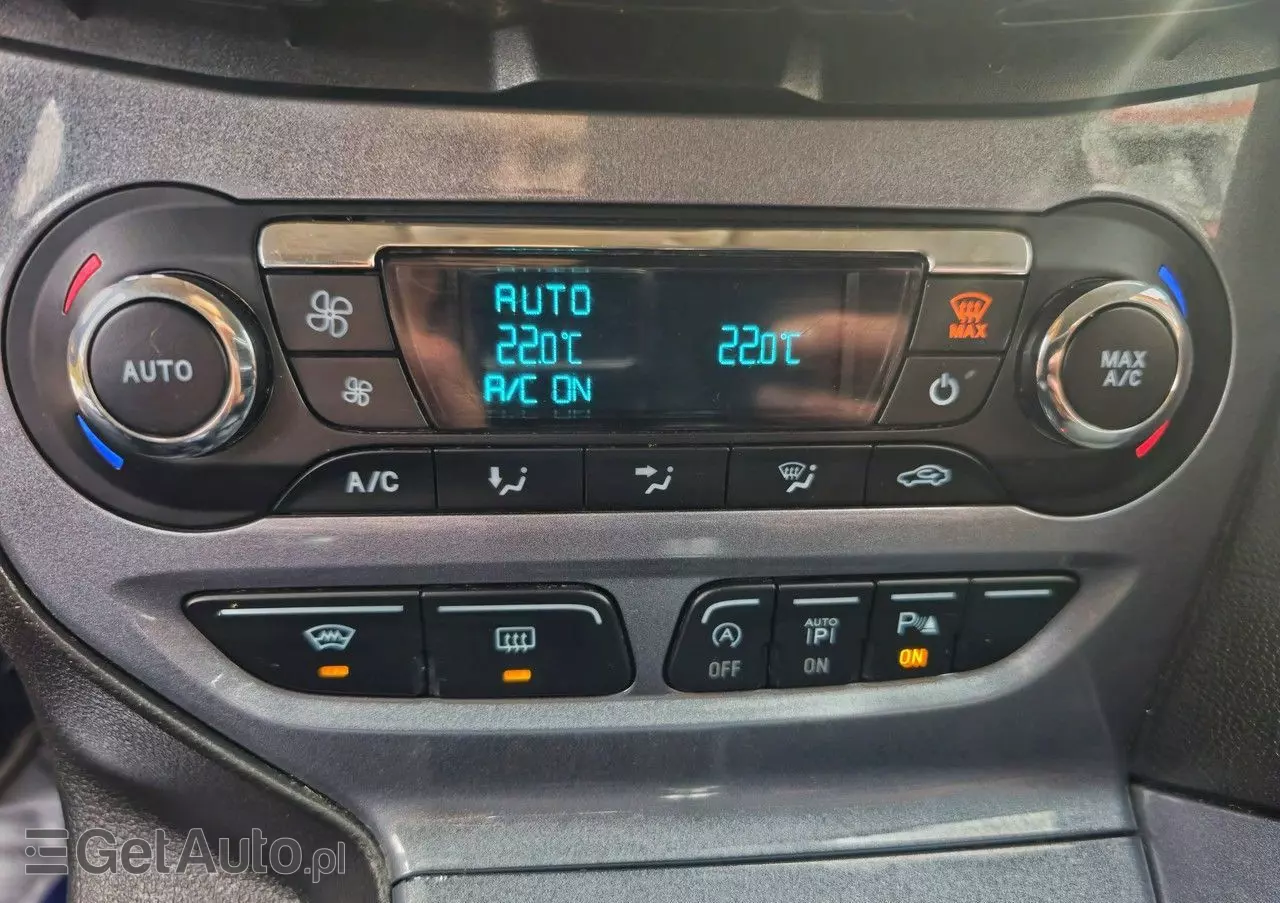 AUTO
22.0°C 22.0°C
A/C ON
AUTO
MAX
MAX
A/C
A/C
OFF
AUTO
P
ON
P
ON
GetAuto.pl